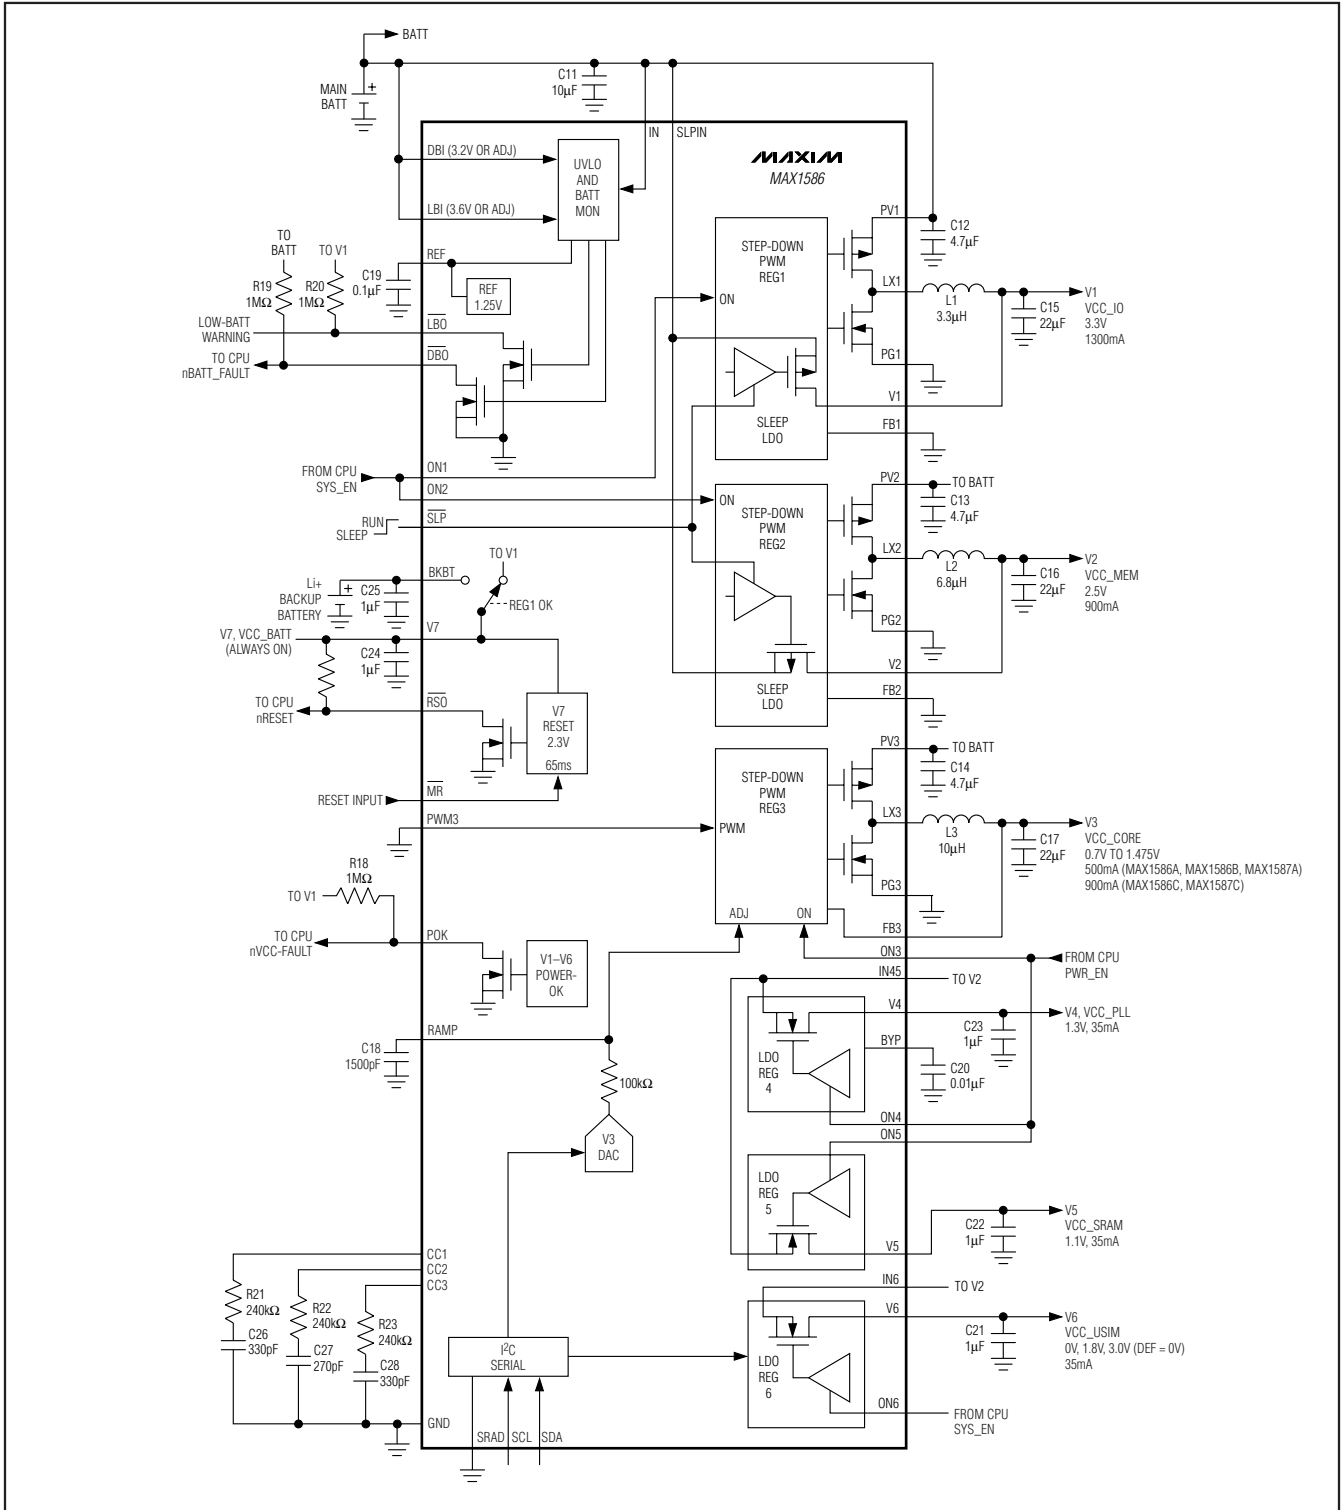 BATT
C11
10μF
MAIN
BATT
+
IN
SLPIN
DBI (3.2V OR ADJ)
UVLO
AND
BATT
MON
MAXIM
MAX1586
LBI (3.6V OR ADJ)
PV1
C12
4.7μF
STEP-DOWN
PWM
REG1
TO
BATT
TO V1
REF
C19
0.1μF
R19
1MΩ
R20
1MΩ
REF
1.25V
ON
LX1
L1
3.3μH
V1
VCC_IO
3.3V
1300mA
C15
22μF
LOW-BATT
WARNING
LBO
TO CPU
nBATT_FAULT
DBO
PG1
V1
SLEEP
LDO
FB1
FROM CPU
SYS_EN
ON1
ON2
PV2
TO BATT
C13
4.7μF
ON
STEP-DOWN
PWM
REG2
RUN
SLEEP
SLP
LX2
L2
6.8μH
V2
VCC_MEM
2.5V
900mA
C16
22μF
TO V1
Li+
BACKUP
BATTERY
+
C25
1μF
BKBT
REG1 OK
PG2
V7, VCC_BATT
(ALWAYS ON)
V7
C24
1μF
V2
SLEEP
LDO
FB2
TO CPU
nRESET
RSO
V7
RESET
2.3V
65ms
PV3
TO BATT
C14
4.7μF
STEP-DOWN
PWM
REG3
RESET INPUT
MR
PWM3
PWM
LX3
L3
10μH
V3
VCC_CORE
0.7V TO 1.475V
500mA (MAX1586A, MAX1586B, MAX1587A)
900mA (MAX1586C, MAX1587C)
C17
22μF
R18
1MΩ
TO V1
PG3
ADJ
ON
FB3
TO CPU
nVCC-FAULT
POK
V1–V6
POWER-
OK
ON3
FROM CPU
PWR_EN
IN45
TO V2
V4
V4, VCC_PLL
1.3V, 35mA
C23
1μF
RAMP
C18
1500pF
LDO
REG
4
BYP
C20
0.01μF
100kΩ
ON4
ON5
V3
DAC
LDO
REG
5
V5
VCC_SRAM
1.1V, 35mA
C22
1μF
V5
CC1
CC2
CC3
IN6
TO V2
R21
240kΩ
R22
240kΩ
R23
240kΩ
V6
V6
VCC_USIM
0V, 1.8V, 3.0V (DEF = 0V)
35mA
C21
1μF
C26
330pF
C27
270pF
C28
330pF
I2C
SERIAL
LDO
REG
6
ON6
FROM CPU
SYS_EN
GND
SRAD
SCL
SDA